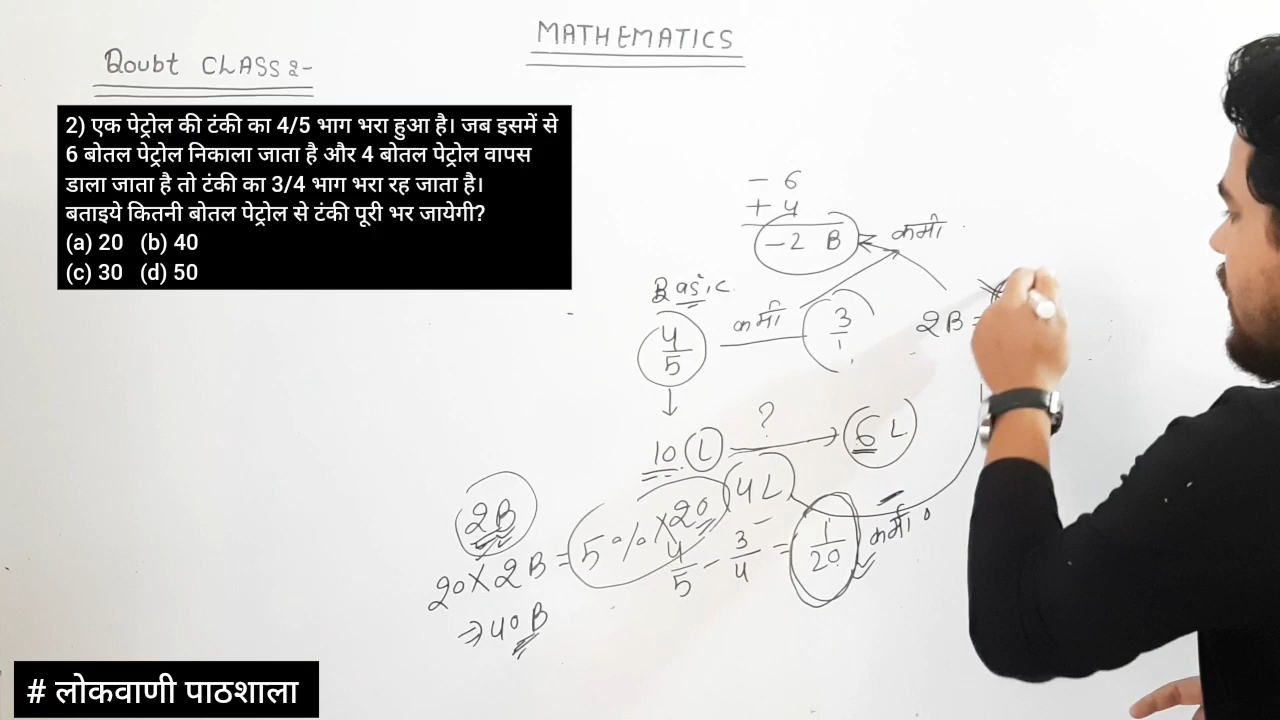 MATHEMATICS
Doubt CLASS 2-
2) एक पेट्रोल की टंकी का 4/5 भाग भरा हुआ है। जब इसमें से
6 बोतल पेट्रोल निकाला जाता है और 4 बोतल पेट्रोल वापस
डाला जाता है तो टंकी का 3/4 भाग भरा रह जाता है।
बताइये कितनी बोतल पेट्रोल से टंकी पूरी भर जायेगी?
(a) 20 (b) 40
(c) 30 (d) 50
- 6
+ 4
-2 B कमी
Basic
4/5 कमी 3/
2B =
10 L ? 6 L
4L
2B
20 X 2B = 5% X 20
4/5 - 3/4 = 1/20 कमी
⇒ 40 B
# लोकवाणी पाठशाला